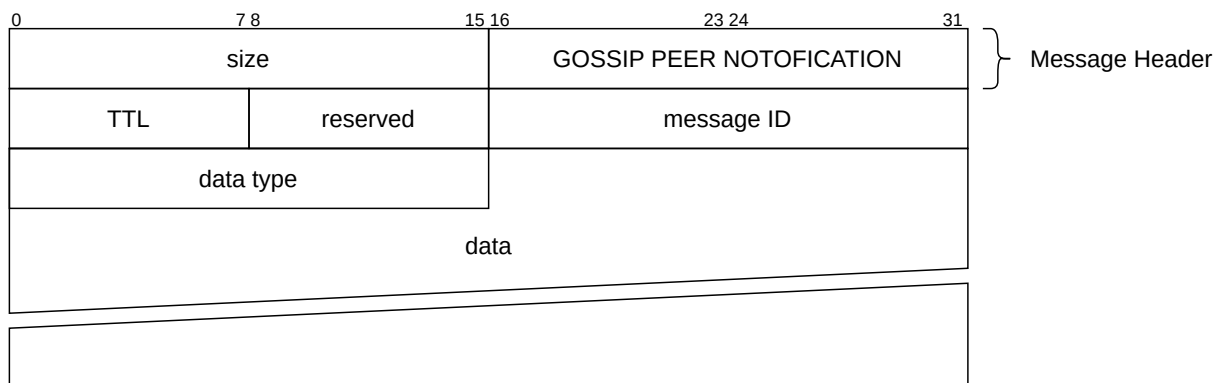 0 7 8 15 16 23 24 31
size GOSSIP PEER NOTOFICATION Message Header
TTL reserved message ID
data type
data